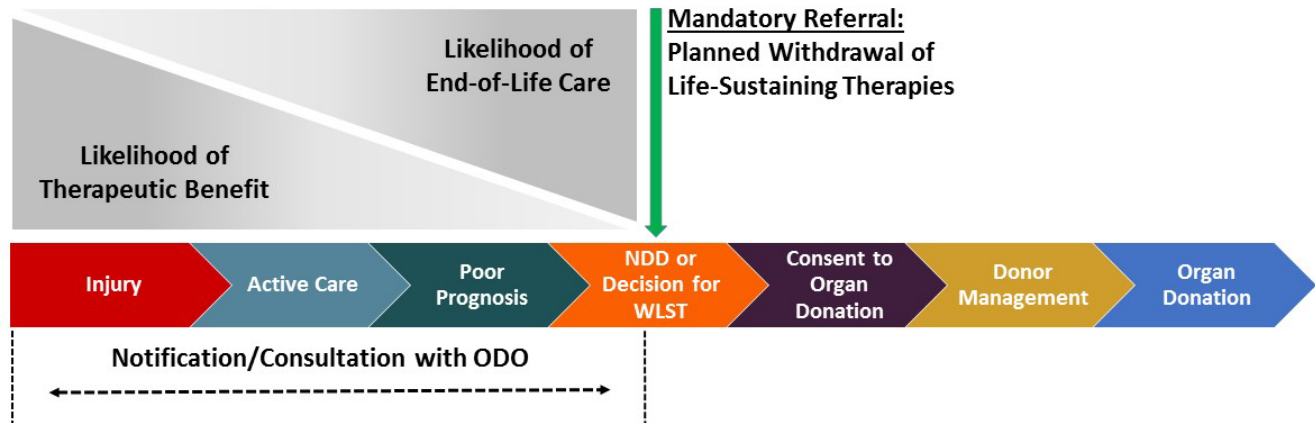 Likelihood of
End-of-Life Care
Likelihood of
Therapeutic Benefit
Mandatory Referral:
Planned Withdrawal of
Life-Sustaining Therapies
Injury
Active Care
Poor
Prognosis
NDD or
Decision for
WLST
Consent to
Organ
Donation
Donor
Management
Organ
Donation
Notification/Consultation with ODO